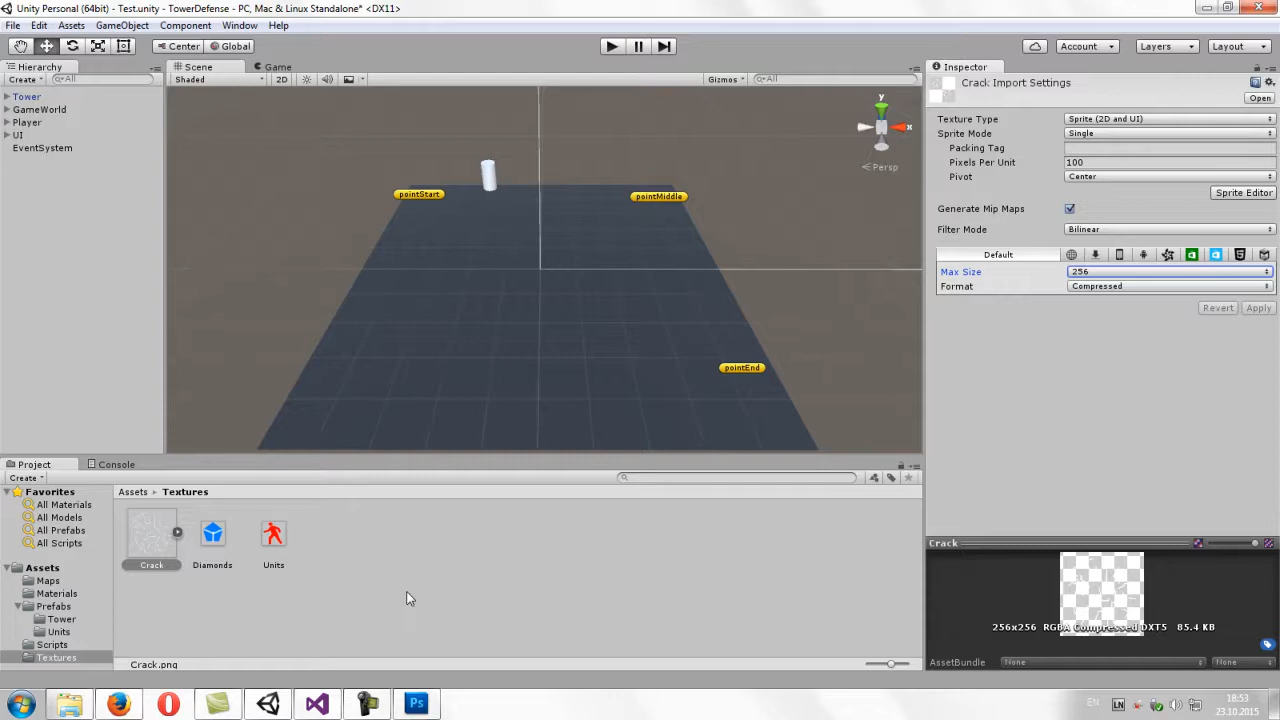 Unity Personal (64bit) - Test.unity - TowerDefense - PC, Mac & Linux Standalone* <DX11>
File Edit Assets GameObject Component Window Help
Center Global Account Layers Layout
Hierarchy
Create All
Tower
GameWorld
Player
UI
EventSystem
Scene Game
Shaded 2D Gizmos All
y
x
Persp
pointStart
pointMiddle
pointEnd
Inspector
Crack Import Settings
Open
Texture Type Sprite (2D and UI)
Sprite Mode Single
Packing Tag
Pixels Per Unit 100
Pivot Center
Sprite Editor
Generate Mip Maps
Filter Mode Bilinear
Default
Max Size 256
Format Compressed
Revert Apply
Project Console
Create
Favorites
All Materials
All Models
All Prefabs
All Scripts
Assets
Maps
Materials
Prefabs
Tower
Units
Scripts
Textures
Assets Textures
Crack Diamonds Units
Crack.png
Crack
256x256 RGBA Compressed DXT5 85.4 KB
AssetBundle None None
Ps
EN LN 18:53
23.10.2015